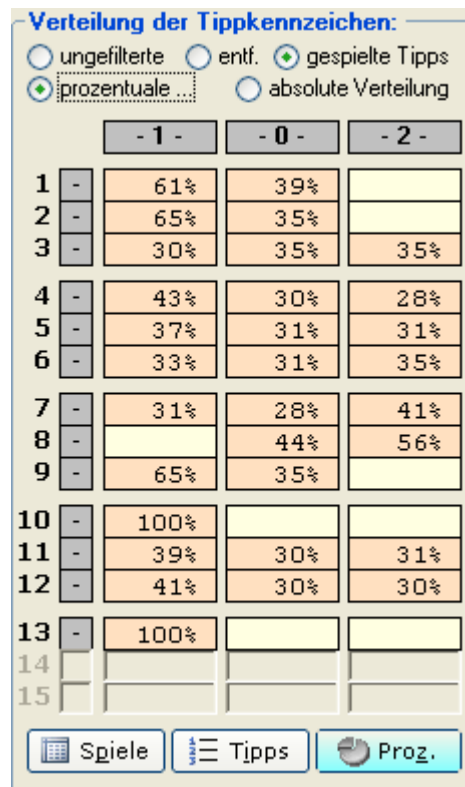 Verteilung der Tippkennzeichen:
ungefilterte entf. gespielte Tipps
prozentuale ... absolute Verteilung
- 1 - - 0 - - 2 -
1 - 61% 39%
2 - 65% 35%
3 - 30% 35% 35%
4 - 43% 30% 28%
5 - 37% 31% 31%
6 - 33% 31% 35%
7 - 31% 28% 41%
8 - 44% 56%
9 - 65% 35%
10 - 100%
11 - 39% 30% 31%
12 - 41% 30% 30%
13 - 100%
14
15
Spiele 1 2 3 Tipps Proz.